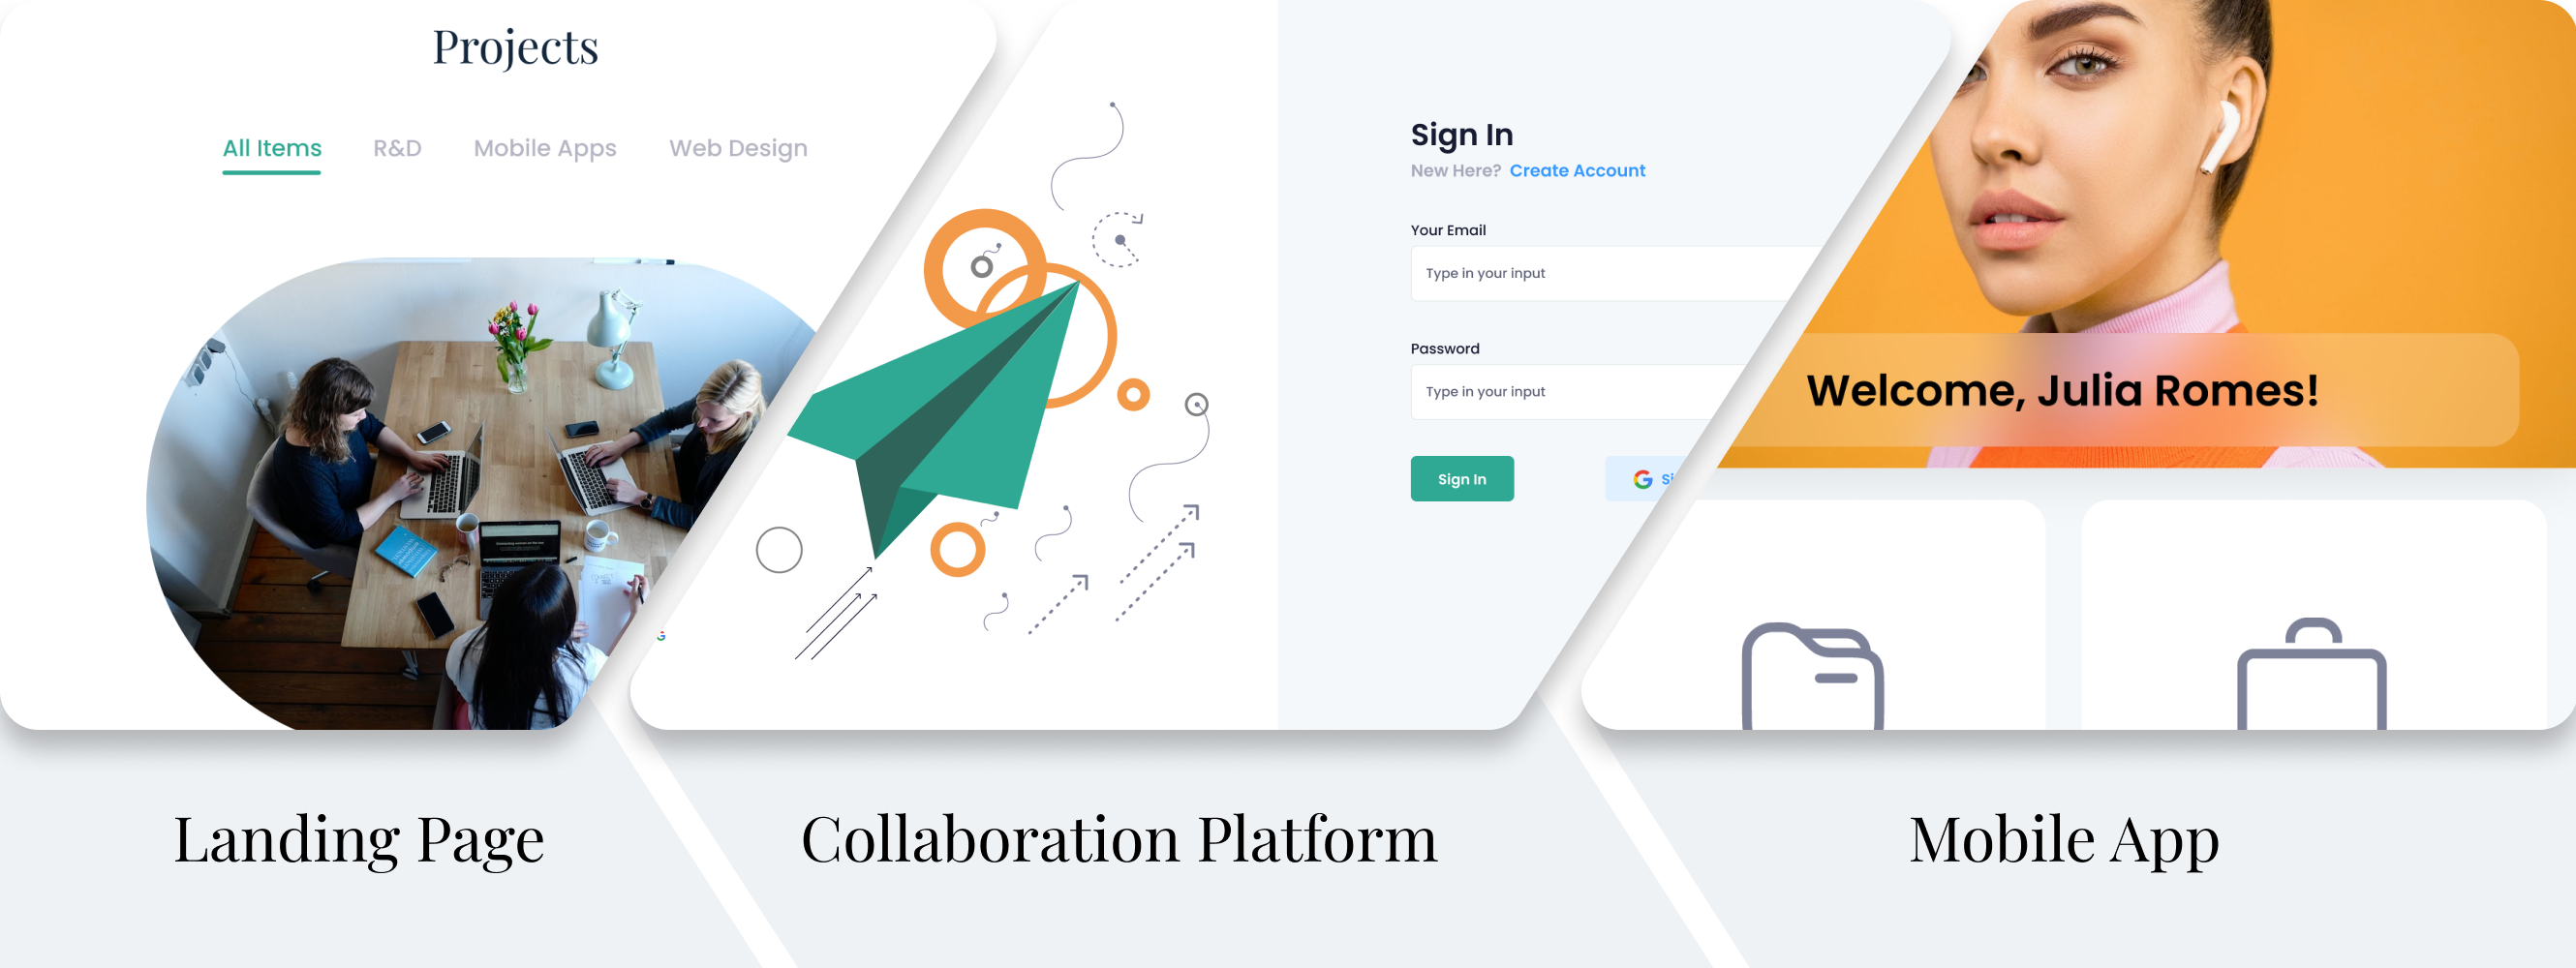 Projects
All Items
R&D
Mobile Apps
Web Design
Sign In
New Here? Create Account
Your Email
Type in your input
Password
Type in your input
Sign In
Welcome, Julia Romes!
Landing Page
Collaboration Platform
Mobile App